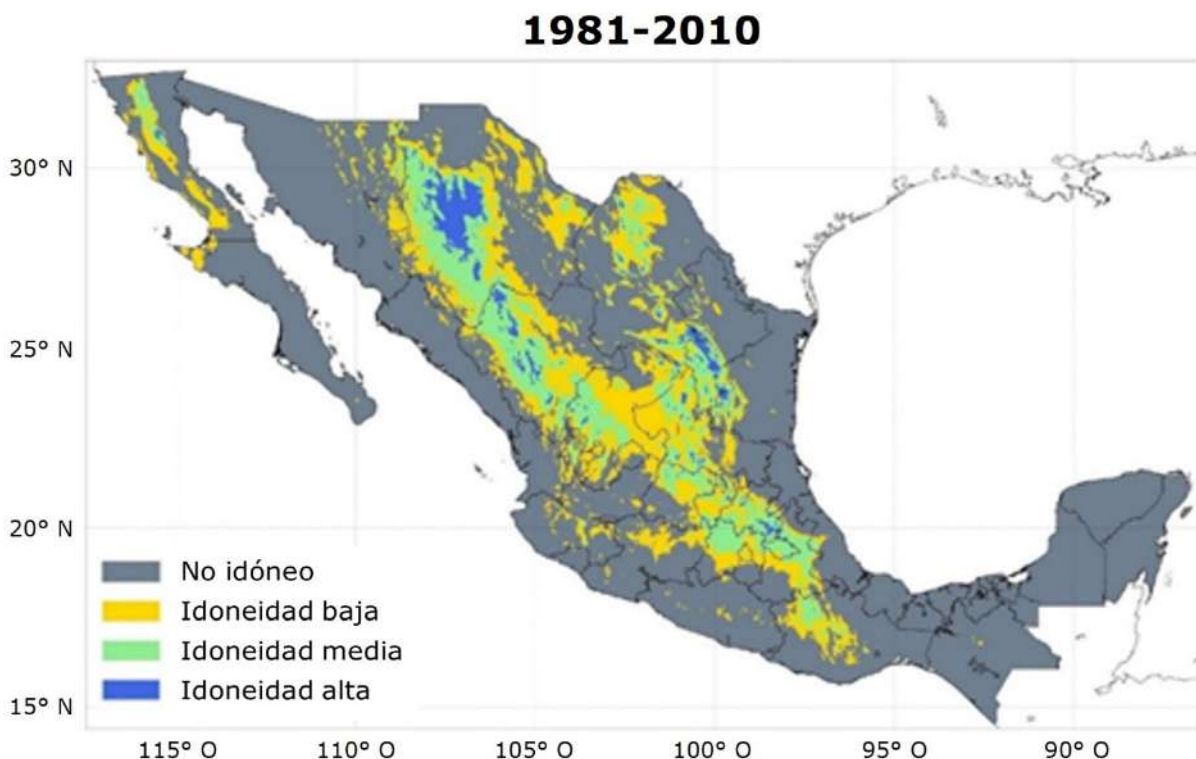 1981-2010
30° N
25° N
20° N
15° N
No idóneo
Idoneidad baja
Idoneidad media
Idoneidad alta
115° O
110° O
105° O
100° O
95° O
90° O